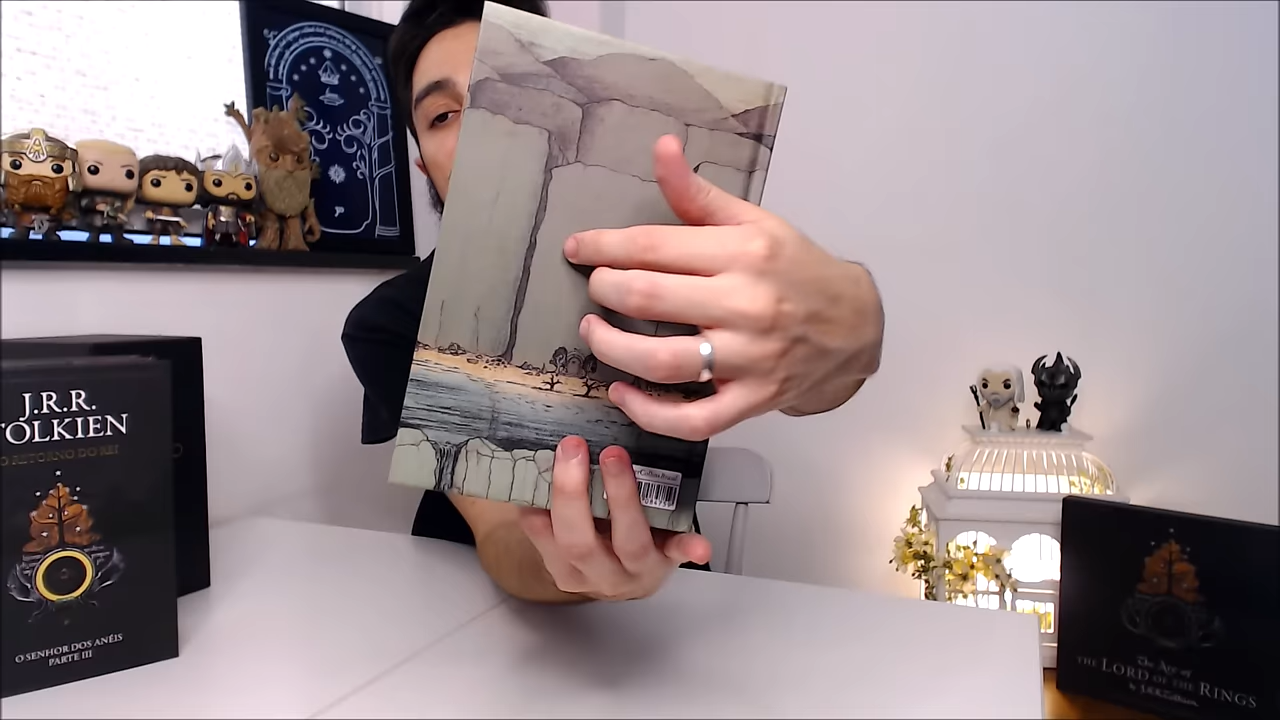 J.R.R.
TOLKIEN
O RETORNO DO REI
O SENHOR DOS ANÉIS
PARTE III
HarperCollins Brasil
The Art of
THE LORD OF THE RINGS
by J.R.R. Tolkien